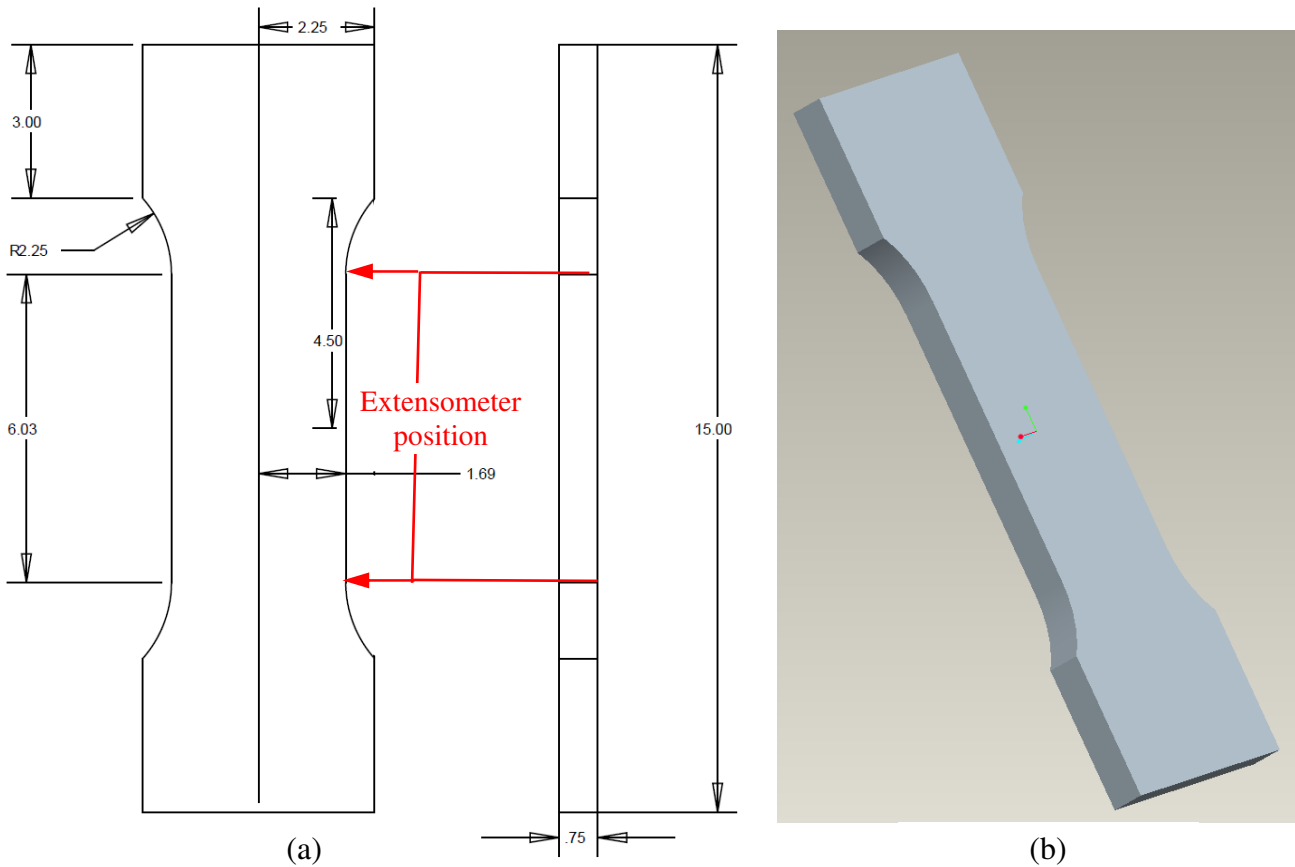 2.25
3.00
R2.25
4.50
Extensometer
position
6.03
15.00
1.69
.75
(a)
(b)